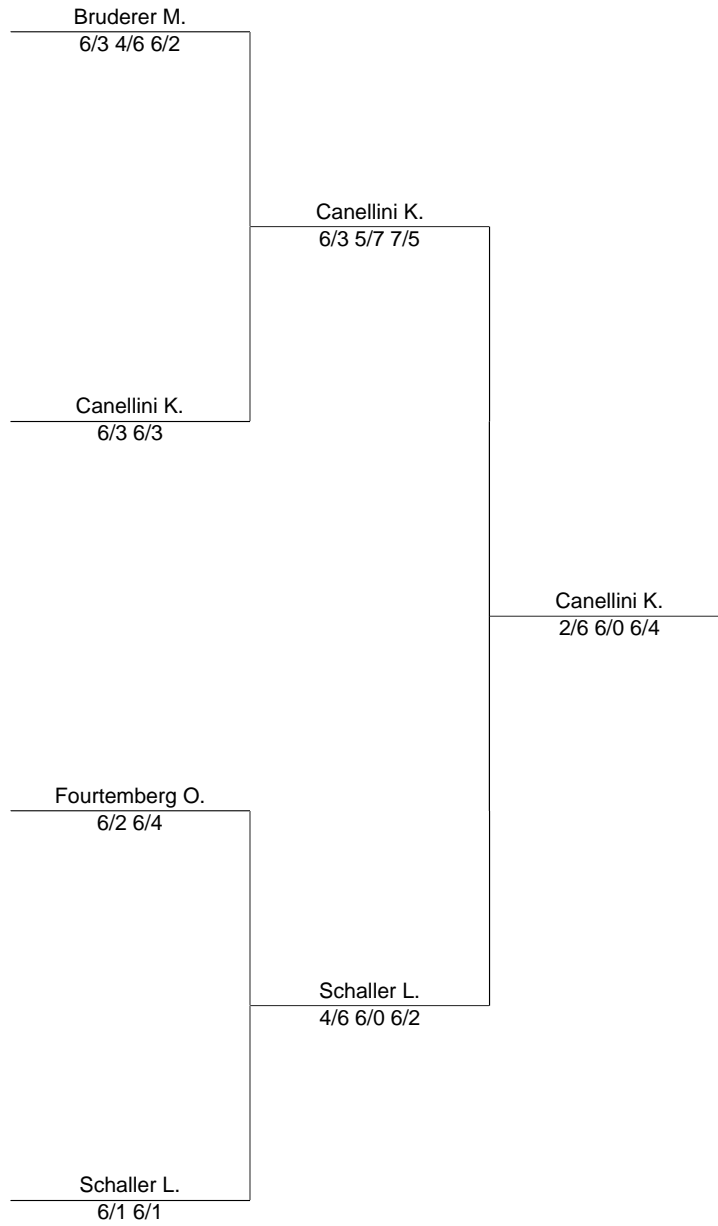 Bruderer M.
6/3 4/6 6/2
Canellini K.
6/3 5/7 7/5
Canellini K.
6/3 6/3
Canellini K.
2/6 6/0 6/4
Fourtemberg O.
6/2 6/4
Schaller L.
4/6 6/0 6/2
Schaller L.
6/1 6/1